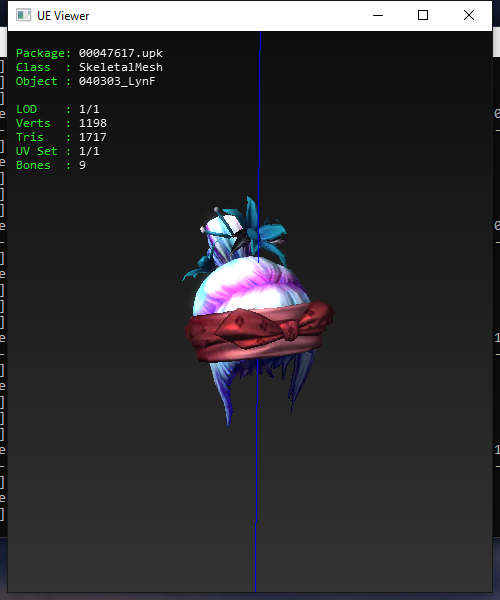 UE Viewer
Package: 00047617.upk
Class : SkeletalMesh
Object : 040303_LynF
LOD : 1/1
Verts : 1198
Tris : 1717
UV Set : 1/1
Bones : 9